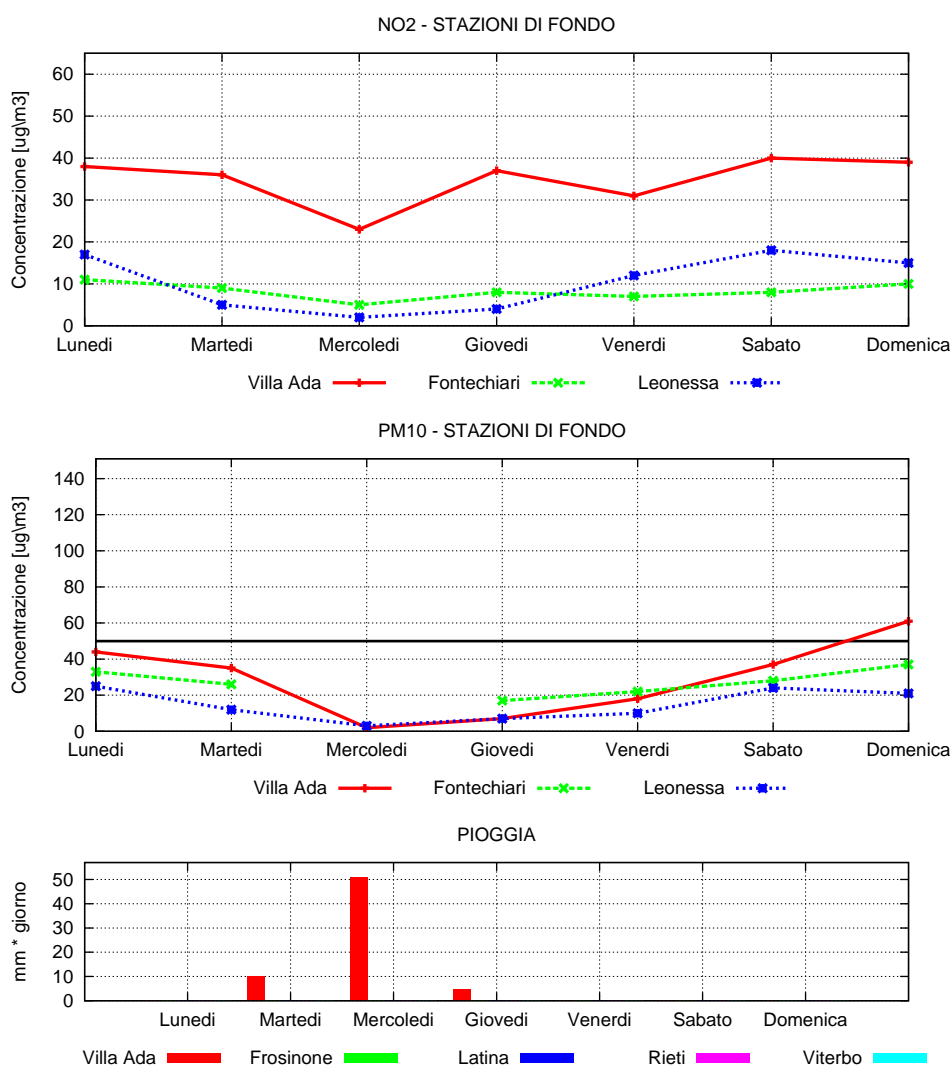 NO2 - STAZIONI DI FONDO
Concentrazione [ug\m3]
60
50
40
30
20
10
0
Lunedi Martedi Mercoledi Giovedi Venerdi Sabato Domenica
Villa Ada Fontechiari Leonessa
PM10 - STAZIONI DI FONDO
Concentrazione [ug\m3]
140
120
100
80
60
40
20
0
Lunedi Martedi Mercoledi Giovedi Venerdi Sabato Domenica
Villa Ada Fontechiari Leonessa
PIOGGIA
mm * giorno
50
40
30
20
10
0
Lunedi Martedi Mercoledi Giovedi Venerdi Sabato Domenica
Villa Ada Frosinone Latina Rieti Viterbo